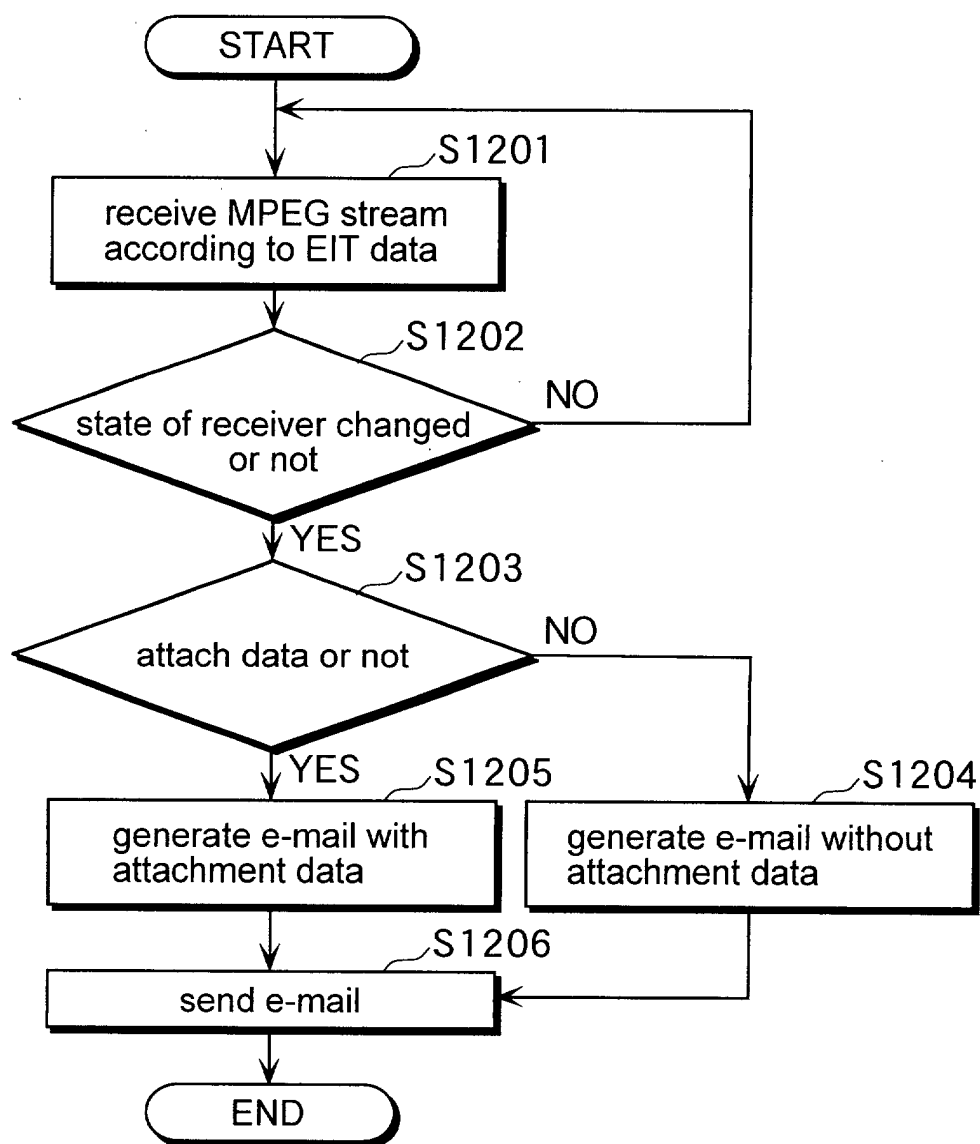 START
S1201
receive MPEG stream
according to EIT data
S1202
NO
state of receiver changed
or not
YES
S1203
NO
attach data or not
YES
S1205
S1204
generate e-mail with
attachment data
generate e-mail without
attachment data
S1206
send e-mail
END